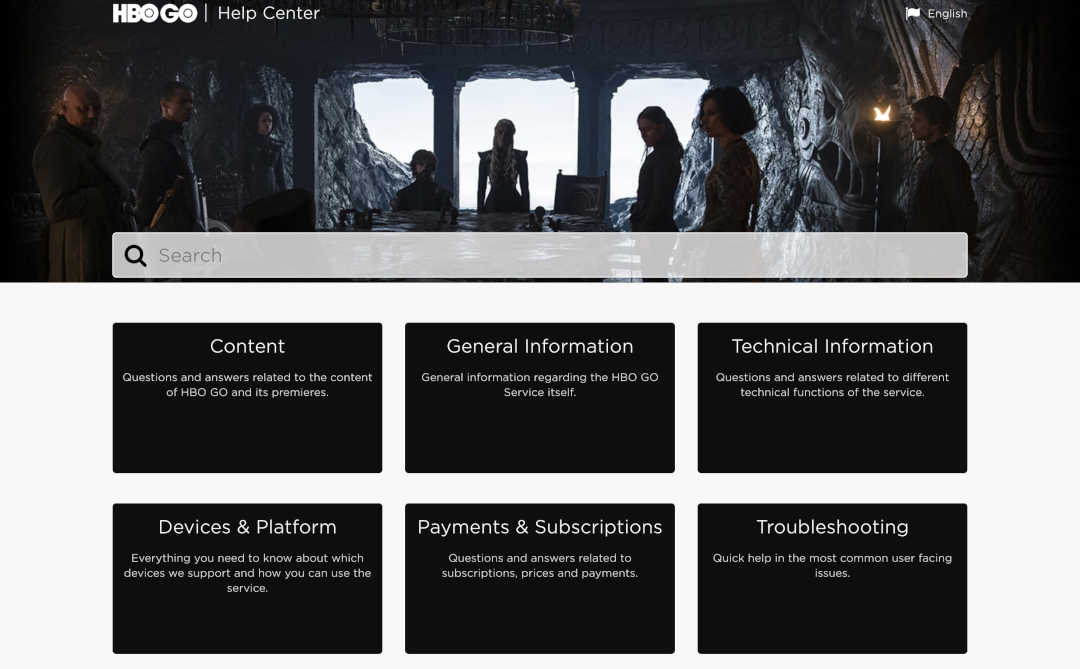 HBO GO | Help Center
English
Search
Content
Questions and answers related to the content
of HBO GO and its premieres.
General Information
General information regarding the HBO GO
Service itself.
Technical Information
Questions and answers related to different
technical functions of the service.
Devices & Platform
Everything you need to know about which
devices we support and how you can use the
service.
Payments & Subscriptions
Questions and answers related to
subscriptions, prices and payments.
Troubleshooting
Quick help in the most common user facing
issues.